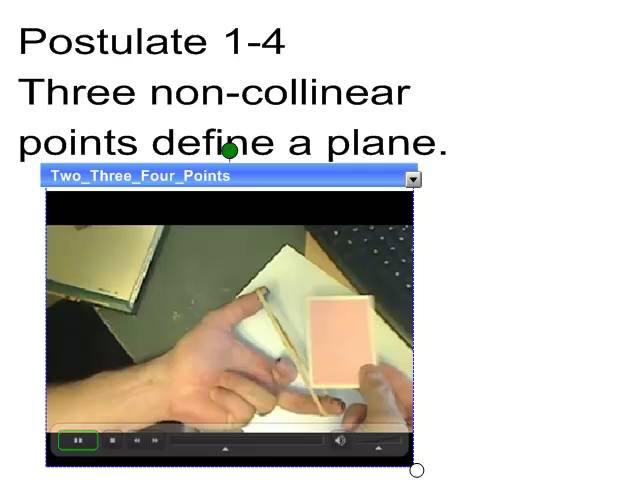 Postulate 1-4
Three non-collinear
points define a plane.
Two_Three_Four_Points